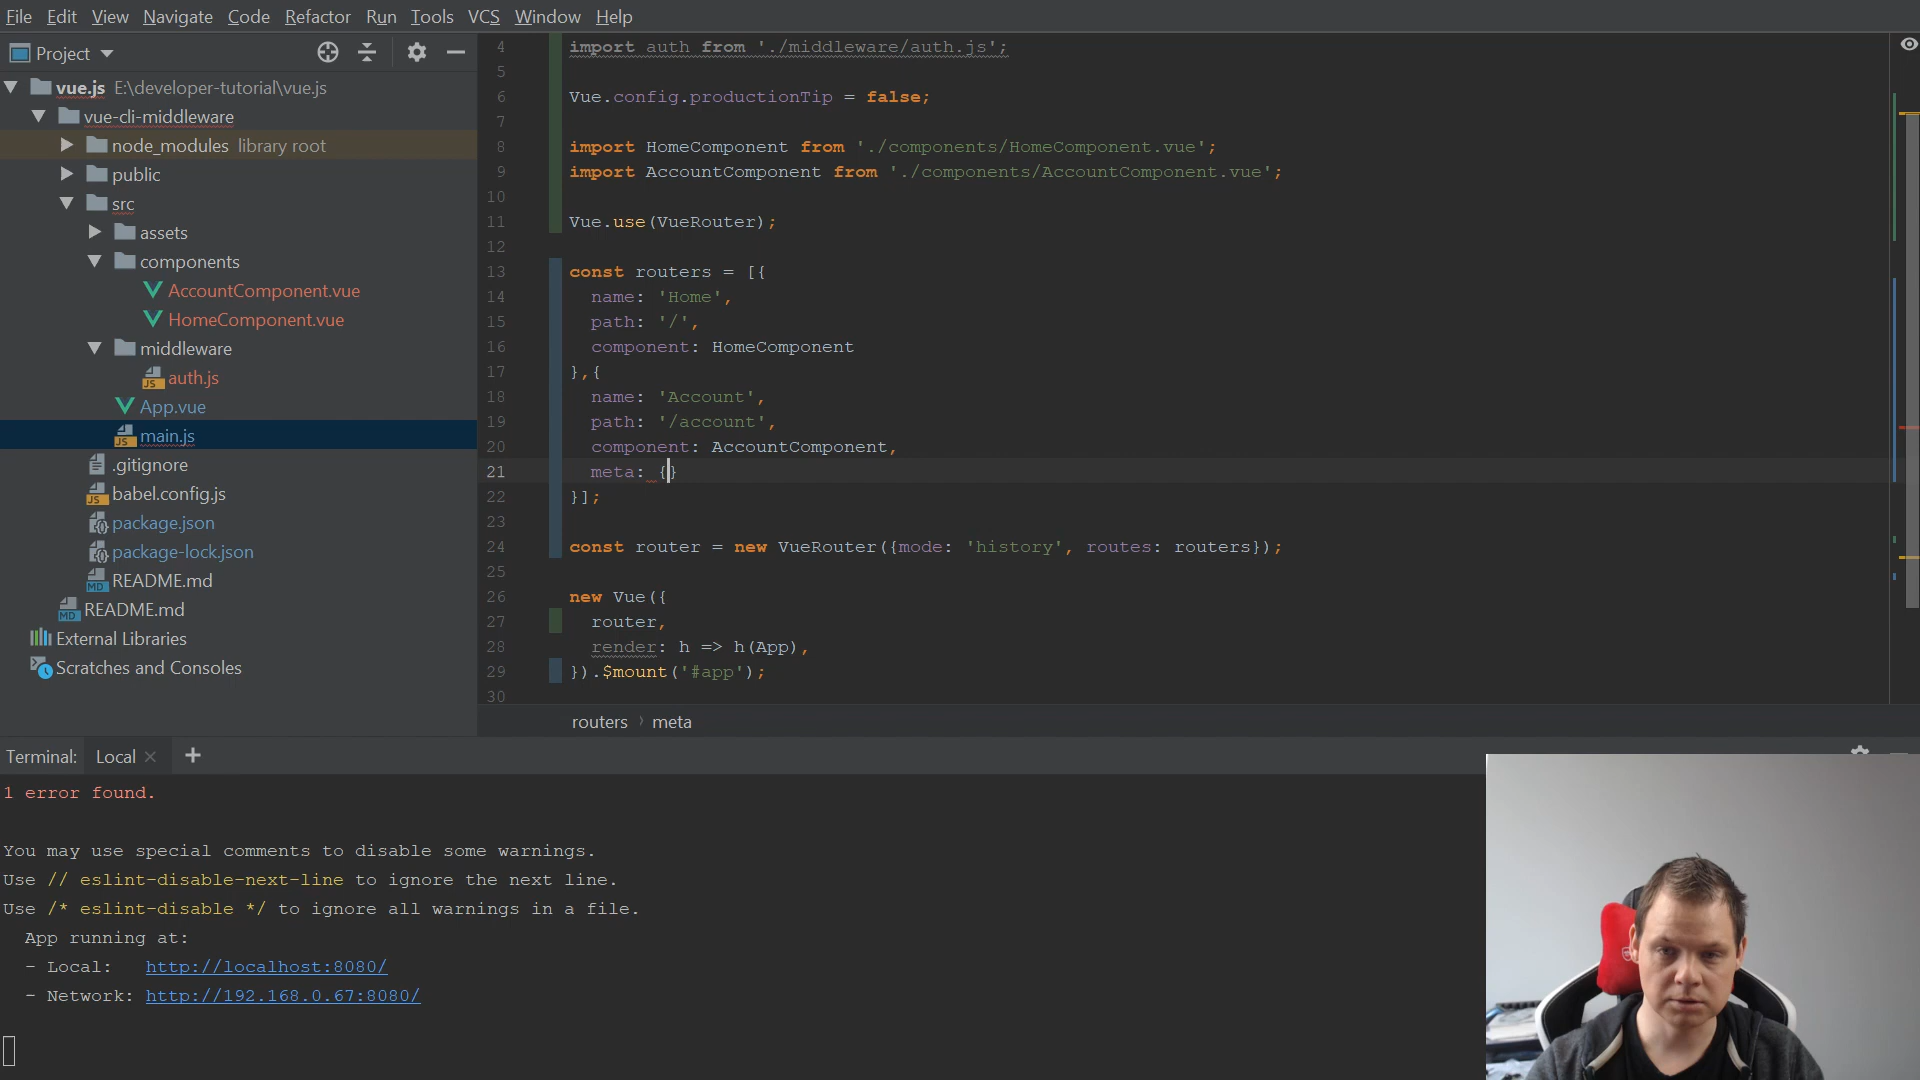 File Edit View Navigate Code Refactor Run Tools VCS Window Help
Project
vue.js E:\developer-tutorial\vue.js
vue-cli-middleware
node_modules library root
public
src
assets
components
AccountComponent.vue
HomeComponent.vue
middleware
auth.js
App.vue
main.js
.gitignore
babel.config.js
package.json
package-lock.json
README.md
README.md
External Libraries
Scratches and Consoles
4 import auth from './middleware/auth.js';
5
6 Vue.config.productionTip = false;
7
8 import HomeComponent from './components/HomeComponent.vue';
9 import AccountComponent from './components/AccountComponent.vue';
10
11 Vue.use(VueRouter);
12
13 const routers = [{
14 name: 'Home',
15 path: '/',
16 component: HomeComponent
17 },{
18 name: 'Account',
19 path: '/account',
20 component: AccountComponent,
21 meta: {}
22 }];
23
24 const router = new VueRouter({mode: 'history', routes: routers});
25
26 new Vue({
27 router,
28 render: h => h(App),
29 }).$mount('#app');
30
routers › meta
Terminal: Local × +
1 error found.
You may use special comments to disable some warnings.
Use // eslint-disable-next-line to ignore the next line.
Use /* eslint-disable */ to ignore all warnings in a file.
App running at:
- Local: http://localhost:8080/
- Network: http://192.168.0.67:8080/